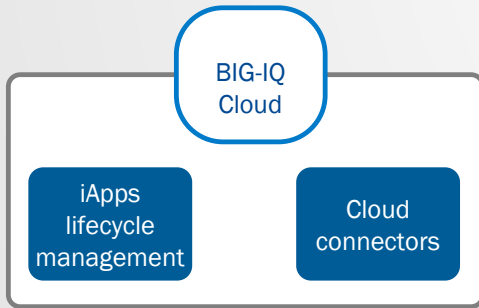 BIG-IQ
Cloud
iApps
lifecycle
management
Cloud
connectors